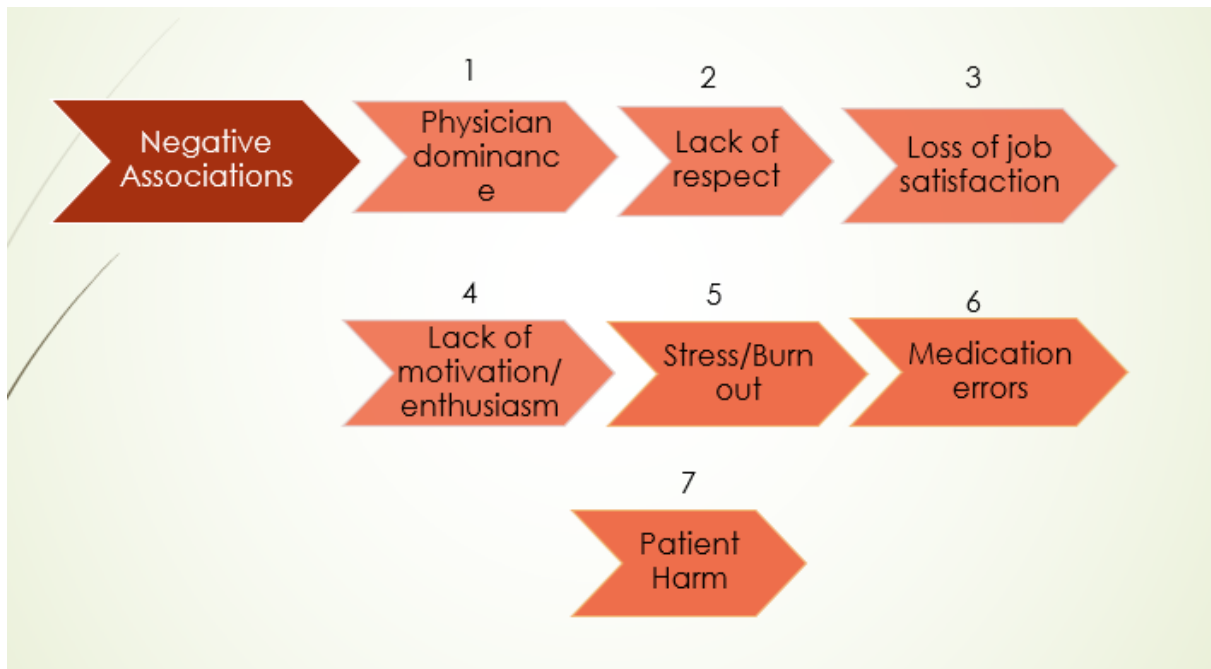 Negative
Associations
1
Physician
dominanc
e
2
Lack of
respect
3
Loss of job
satisfaction
4
Lack of
motivation/
enthusiasm
5
Stress/Burn
out
6
Medication
errors
7
Patient
Harm